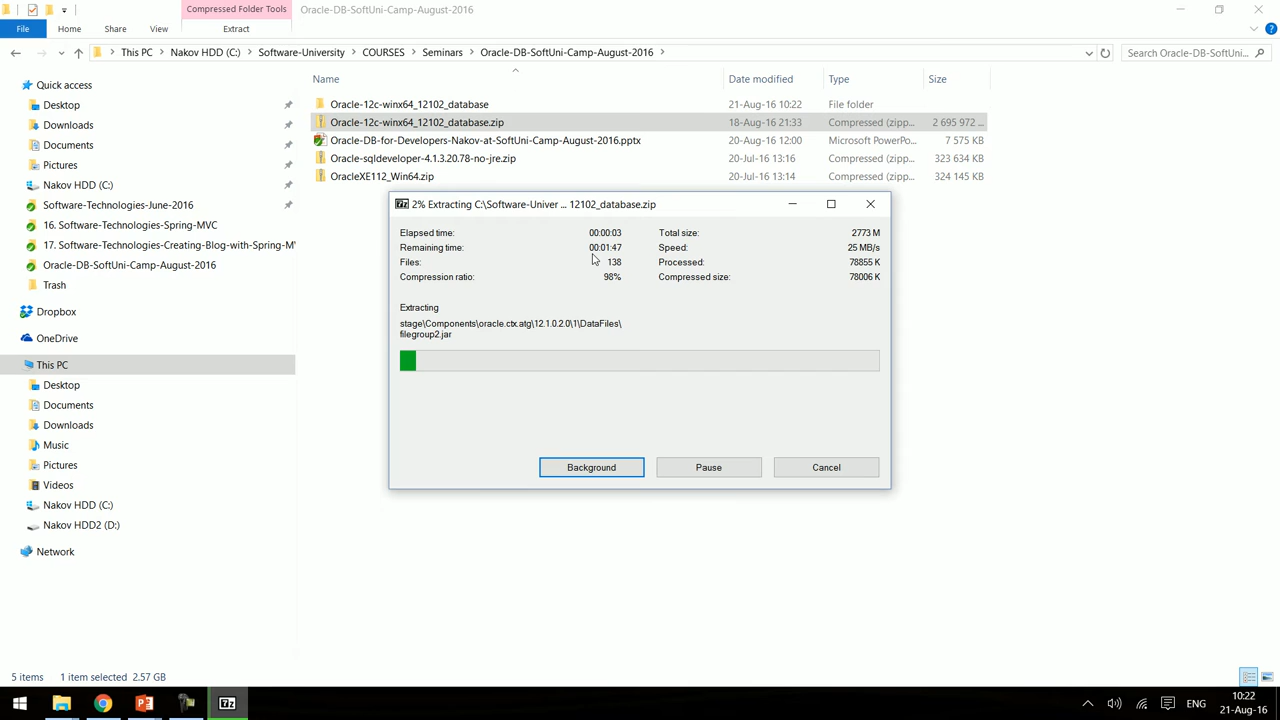 Compressed Folder Tools
Oracle-DB-SoftUni-Camp-August-2016
File
Home
Share
View
Extract
This PC
Nakov HDD (C:)
Software-University
COURSES
Seminars
Oracle-DB-SoftUni-Camp-August-2016
Search Oracle-DB-SoftUni...
Name
Date modified
Type
Size
Oracle-12c-winx64_12102_database
21-Aug-16 10:22
File folder
Oracle-12c-winx64_12102_database.zip
18-Aug-16 21:33
Compressed (zipp...
2 695 972 ...
Oracle-DB-for-Developers-Nakov-at-SoftUni-Camp-August-2016.pptx
20-Aug-16 12:00
Microsoft PowerPo...
7 575 KB
Oracle-sqldeveloper-4.1.3.20.78-no-jre.zip
20-Jul-16 13:16
Compressed (zipp...
323 634 KB
OracleXE112_Win64.zip
20-Jul-16 13:14
Compressed (zipp...
324 145 KB
Quick access
Desktop
Downloads
Documents
Pictures
Nakov HDD (C:)
Software-Technologies-June-2016
16. Software-Technologies-Spring-MVC
17. Software-Technologies-Creating-Blog-with-Spring-M
Oracle-DB-SoftUni-Camp-August-2016
Trash
Dropbox
OneDrive
This PC
Desktop
Documents
Downloads
Music
Pictures
Videos
Nakov HDD (C:)
Nakov HDD2 (D:)
Network
7z
2% Extracting C:\Software-Univer ... 12102_database.zip
Elapsed time:
00:00:03
Total size:
2773 M
Remaining time:
00:01:47
Speed:
25 MB/s
Files:
138
Processed:
78855 K
Compression ratio:
98%
Compressed size:
78006 K
Extracting
stage\Components\oracle.ctx.atg\12.1.0.2.0\1\DataFiles\
filegroup2.jar
Background
Pause
Cancel
5 items
1 item selected
2.57 GB
7z
ENG
10:22
21-Aug-16